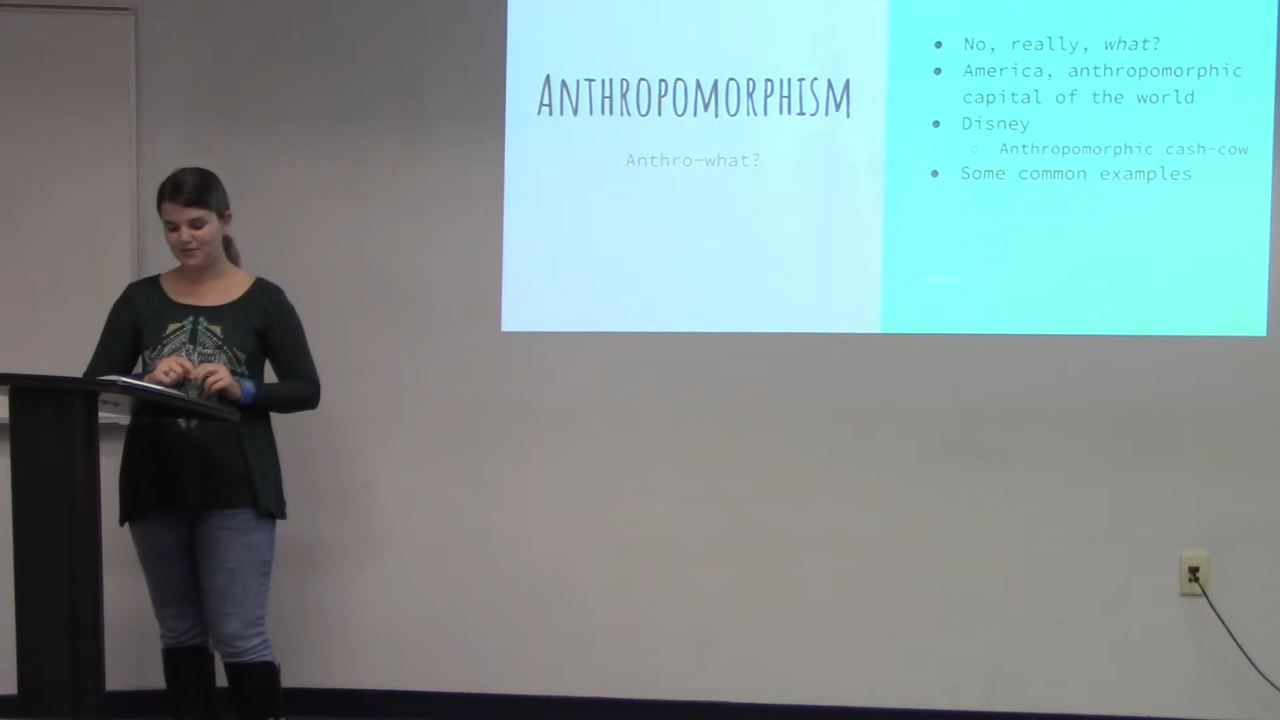 ANTHROPOMORPHISM
Anthro-what?
No, really, what?
America, anthropomorphic
capital of the world
Disney
Anthropomorphic cash-cow
Some common examples